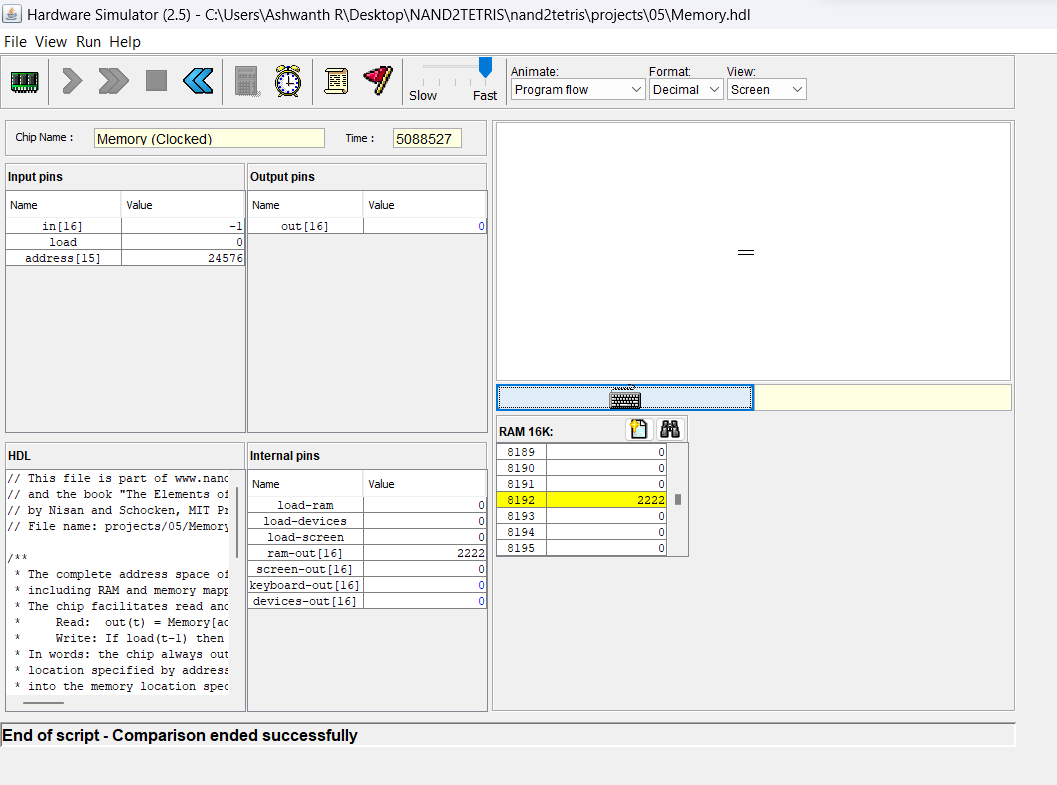 Hardware Simulator (2.5) - C:\Users\Ashwanth R\Desktop\NAND2TETRIS\nand2tetris\projects\05\Memory.hdl
File View Run Help
Slow Fast
Animate: Format: View:
Program flow Decimal Screen
Chip Name : Memory (Clocked) Time : 5088527
Input pins
Name Value
in[16] -1
load 0
address[15] 24576
Output pins
Name Value
out[16] 0
HDL
// This file is part of www.nand
// and the book "The Elements of
// by Nisan and Schocken, MIT Pr
// File name: projects/05/Memory
/**
* The complete address space of
* including RAM and memory mapp
* The chip facilitates read and
* Read: out(t) = Memory[ad
* Write: If load(t-1) then
* In words: the chip always out
* location specified by address
* into the memory location spec
Internal pins
Name Value
load-ram 0
load-devices 0
load-screen 0
ram-out[16] 2222
screen-out[16] 0
keyboard-out[16] 0
devices-out[16] 0
RAM 16K:
8189 0
8190 0
8191 0
8192 2222
8193 0
8194 0
8195 0
End of script - Comparison ended successfully